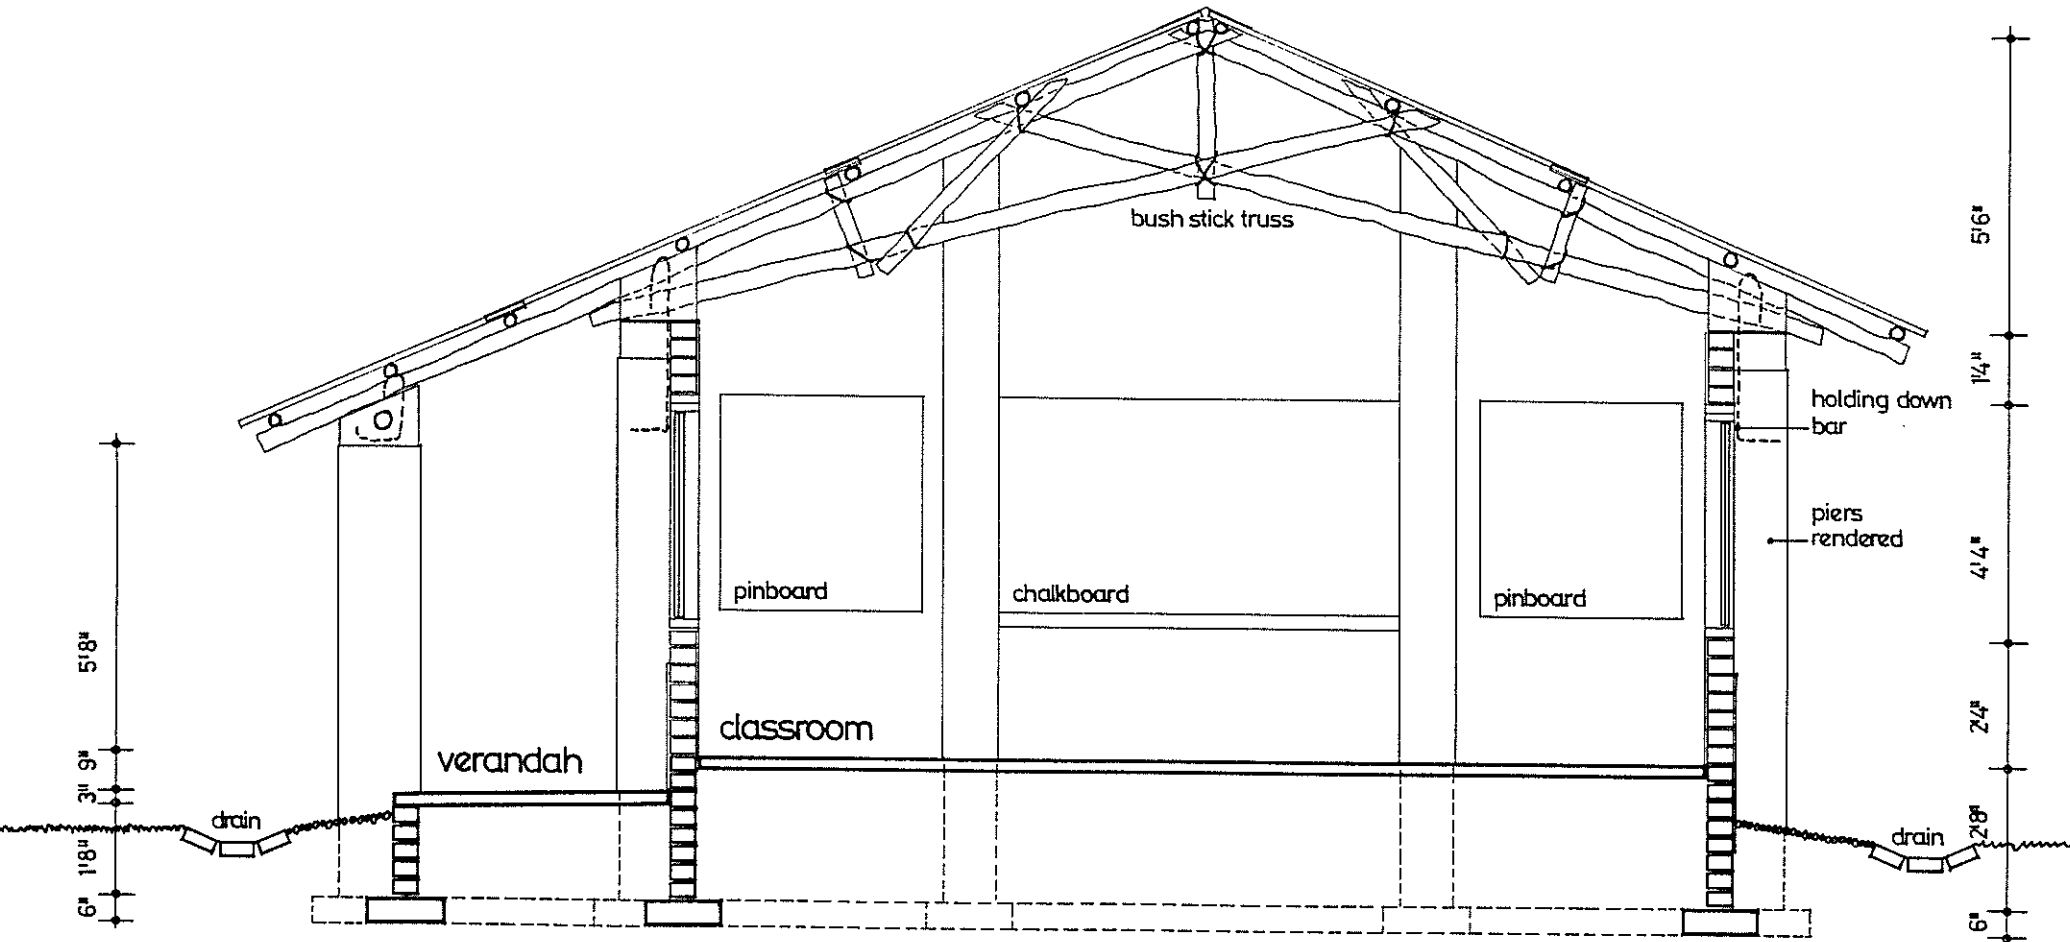 bush stick truss
5'6"
1'4"
holding down
bar
piers
rendered
4'4"
pinboard
chalkboard
pinboard
5'8"
classroom
verandah
2'4"
9"
3"
drain
drain
2'8"
1'8"
6"
6"